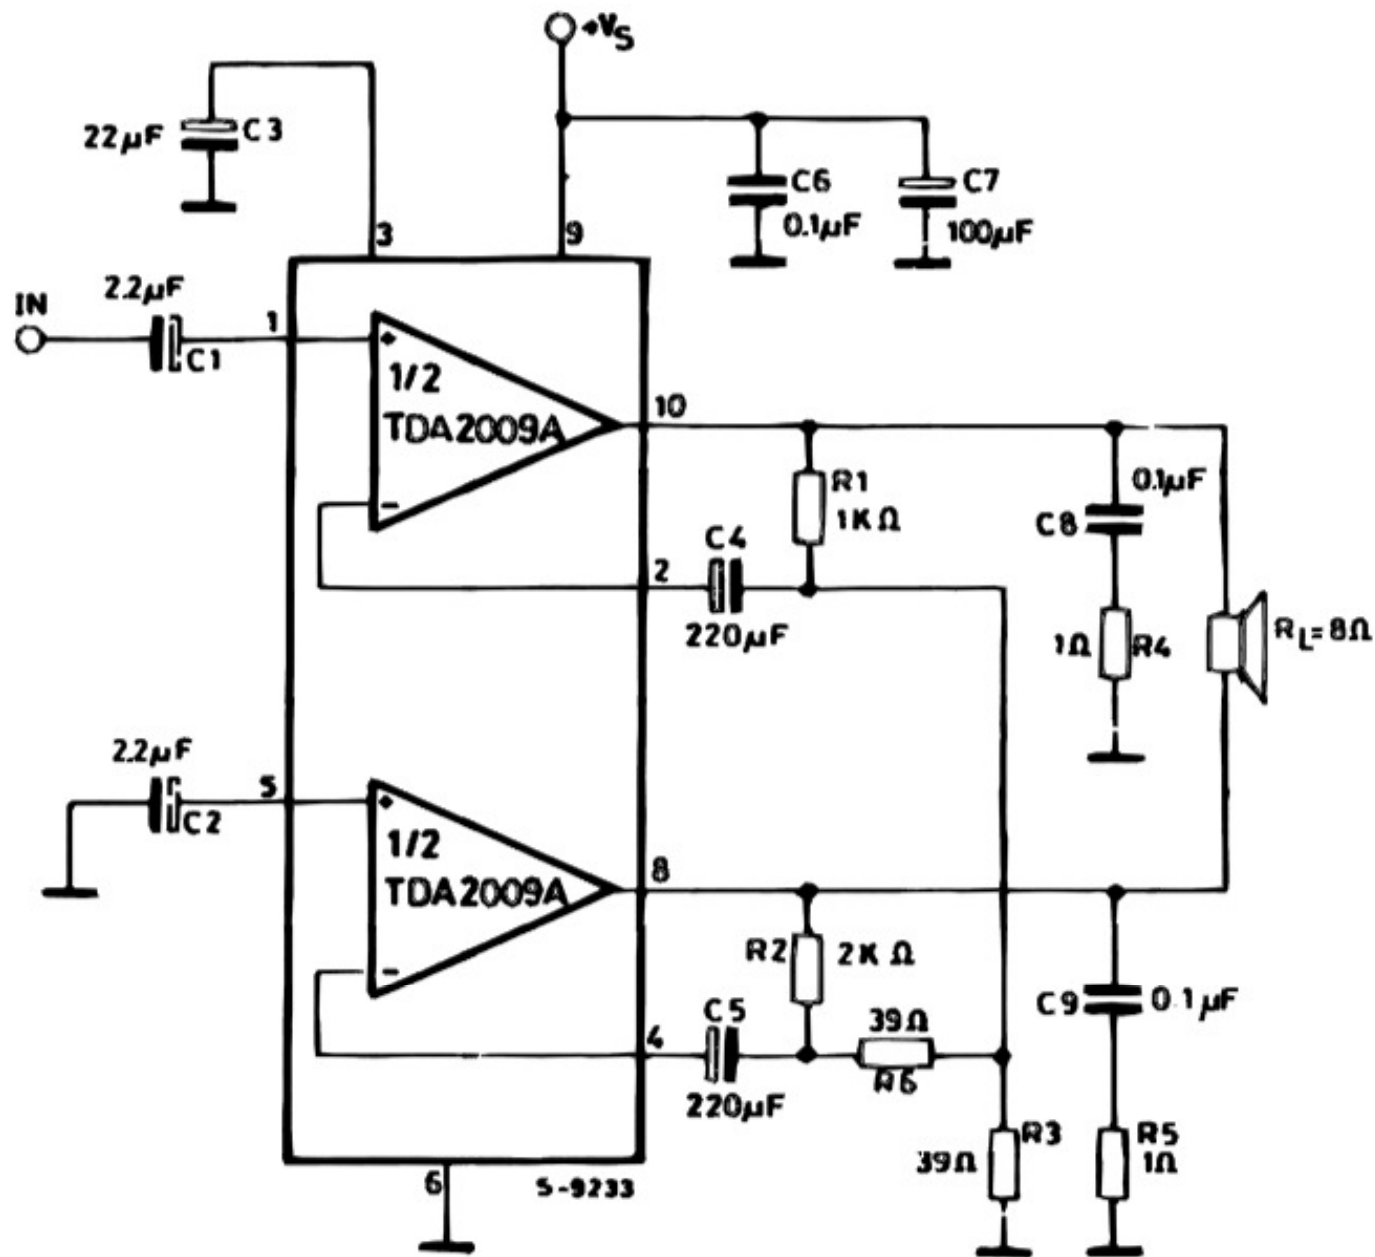 +VS
22µF
C3
C6
0.1µF
C7
100µF
3
9
2.2µF
IN
1
C1
+
1/2
TDA2009A
-
10
R1
1KΩ
0.1µF
C8
C4
2
220µF
1Ω
R4
RL=8Ω
2.2µF
5
C2
+
1/2
TDA2009A
-
8
R2
2KΩ
C9
0.1µF
C5
4
220µF
39Ω
R6
R3
39Ω
R5
1Ω
6
S-9233